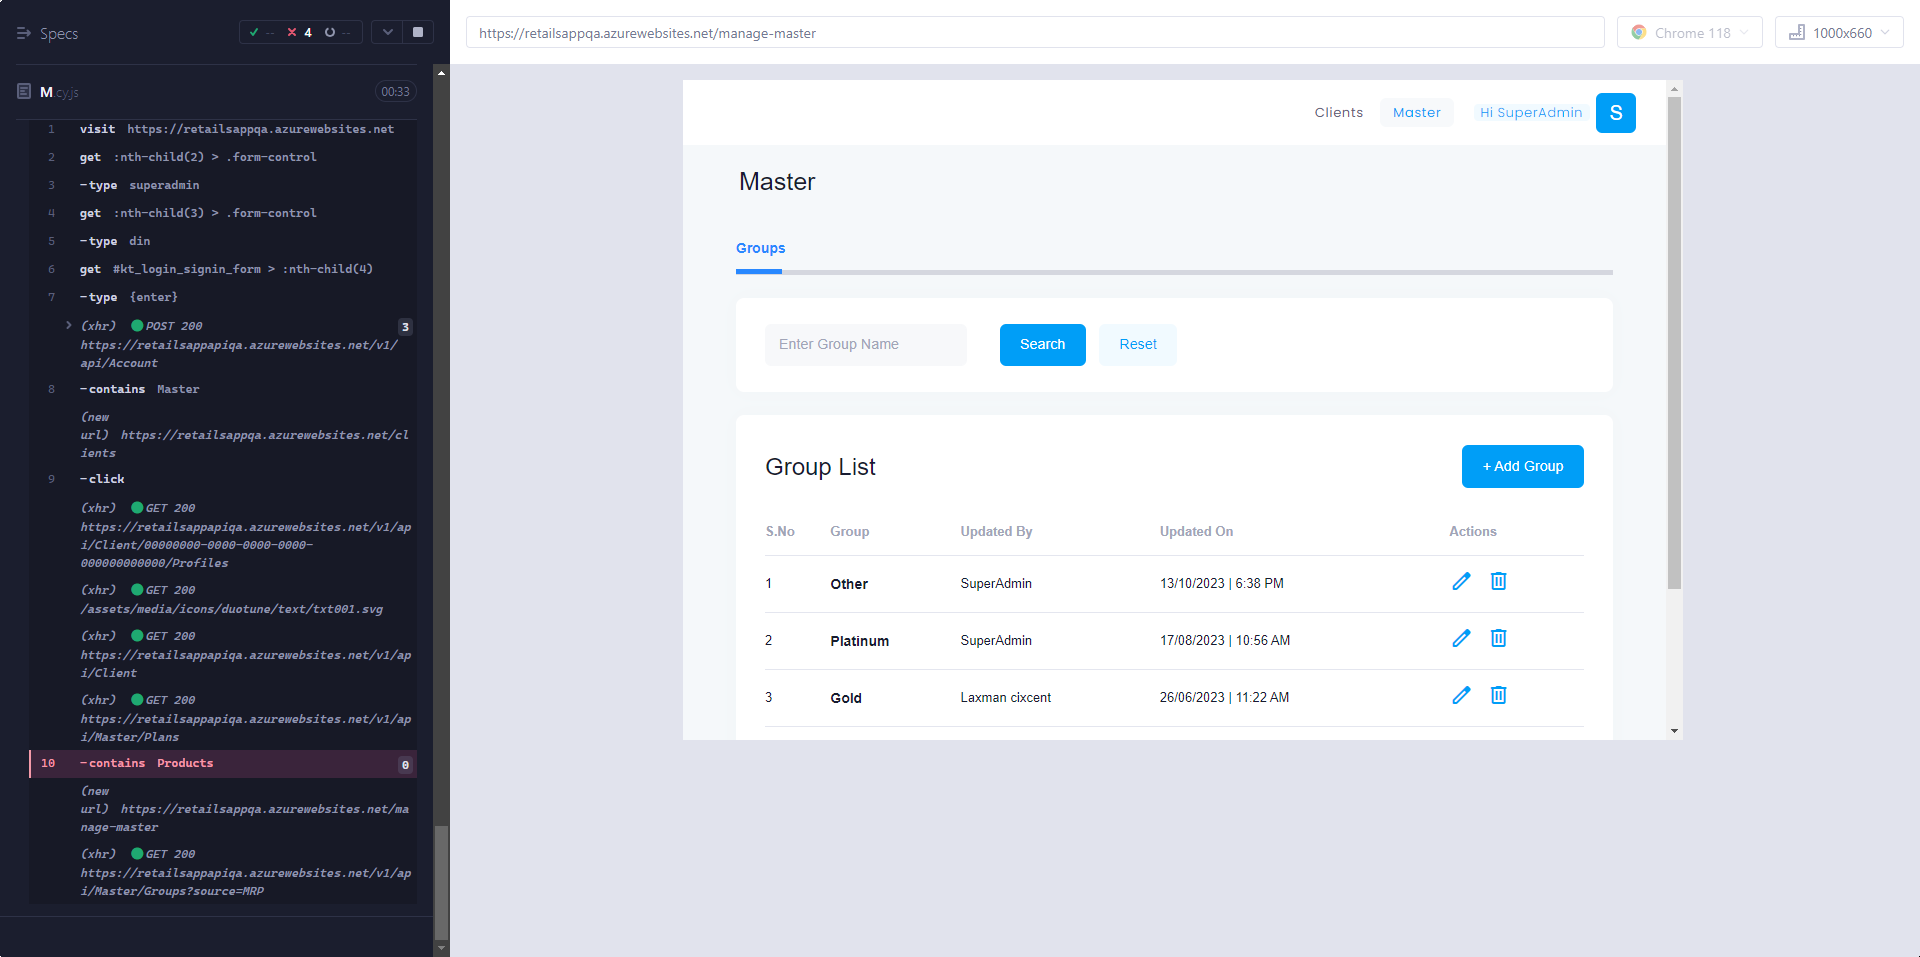 Specs
-- 4 --
M.cy.js
00:33
1 visit https://retailsappqa.azurewebsites.net
2 get :nth-child(2) > .form-control
3 -type superadmin
4 get :nth-child(3) > .form-control
5 -type din
6 get #kt_login_signin_form > :nth-child(4)
7 -type {enter}
(xhr) POST 200 3
https://retailsappapiqa.azurewebsites.net/v1/
api/Account
8 -contains Master
(new
url) https://retailsappqa.azurewebsites.net/cl
ients
9 -click
(xhr) GET 200
https://retailsappapiqa.azurewebsites.net/v1/ap
i/Client/00000000-0000-0000-0000-
000000000000/Profiles
(xhr) GET 200
/assets/media/icons/duotune/text/txt001.svg
(xhr) GET 200
https://retailsappapiqa.azurewebsites.net/v1/ap
i/Client
(xhr) GET 200
https://retailsappapiqa.azurewebsites.net/v1/ap
i/Master/Plans
10 -contains Products 0
(new
url) https://retailsappqa.azurewebsites.net/ma
nage-master
(xhr) GET 200
https://retailsappapiqa.azurewebsites.net/v1/ap
i/Master/Groups?source=MRP
https://retailsappqa.azurewebsites.net/manage-master
Chrome 118
1000x660
Clients Master Hi SuperAdmin S
Master
Groups
Enter Group Name Search Reset
Group List + Add Group
S.No Group Updated By Updated On Actions
1 Other SuperAdmin 13/10/2023 | 6:38 PM
2 Platinum SuperAdmin 17/08/2023 | 10:56 AM
3 Gold Laxman cixcent 26/06/2023 | 11:22 AM